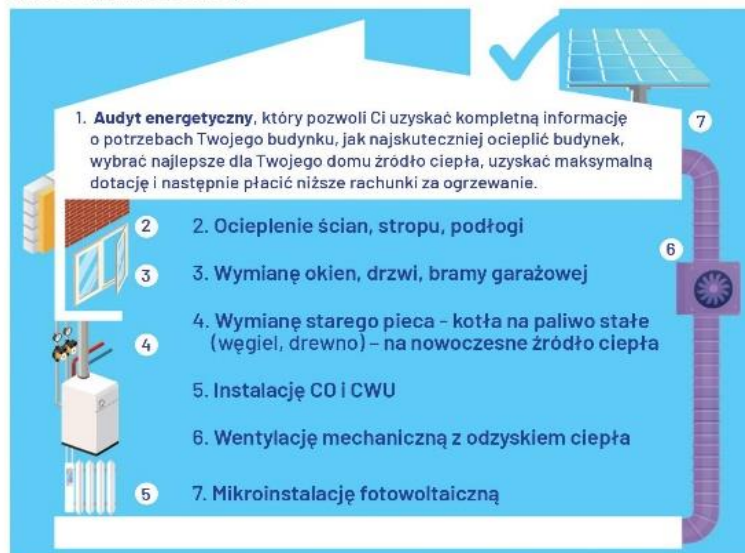 1. Audyt energetyczny, który pozwoli Ci uzyskać kompletną informację
o potrzebach Twojego budynku, jak najskuteczniej ocieplić budynek,
wybrać najlepsze dla Twojego domu źródło ciepła, uzyskać maksymalną
dotację i następnie płacić niższe rachunki za ogrzewanie.
7
2 2. Ocieplenie ścian, stropu, podłogi
6
3 3. Wymianę okien, drzwi, bramy garażowej
4 4. Wymianę starego pieca - kotła na paliwo stałe
(węgiel, drewno) – na nowoczesne źródło ciepła
5. Instalację CO i CWU
6. Wentylację mechaniczną z odzyskiem ciepła
5 7. Mikroinstalację fotowoltaiczną